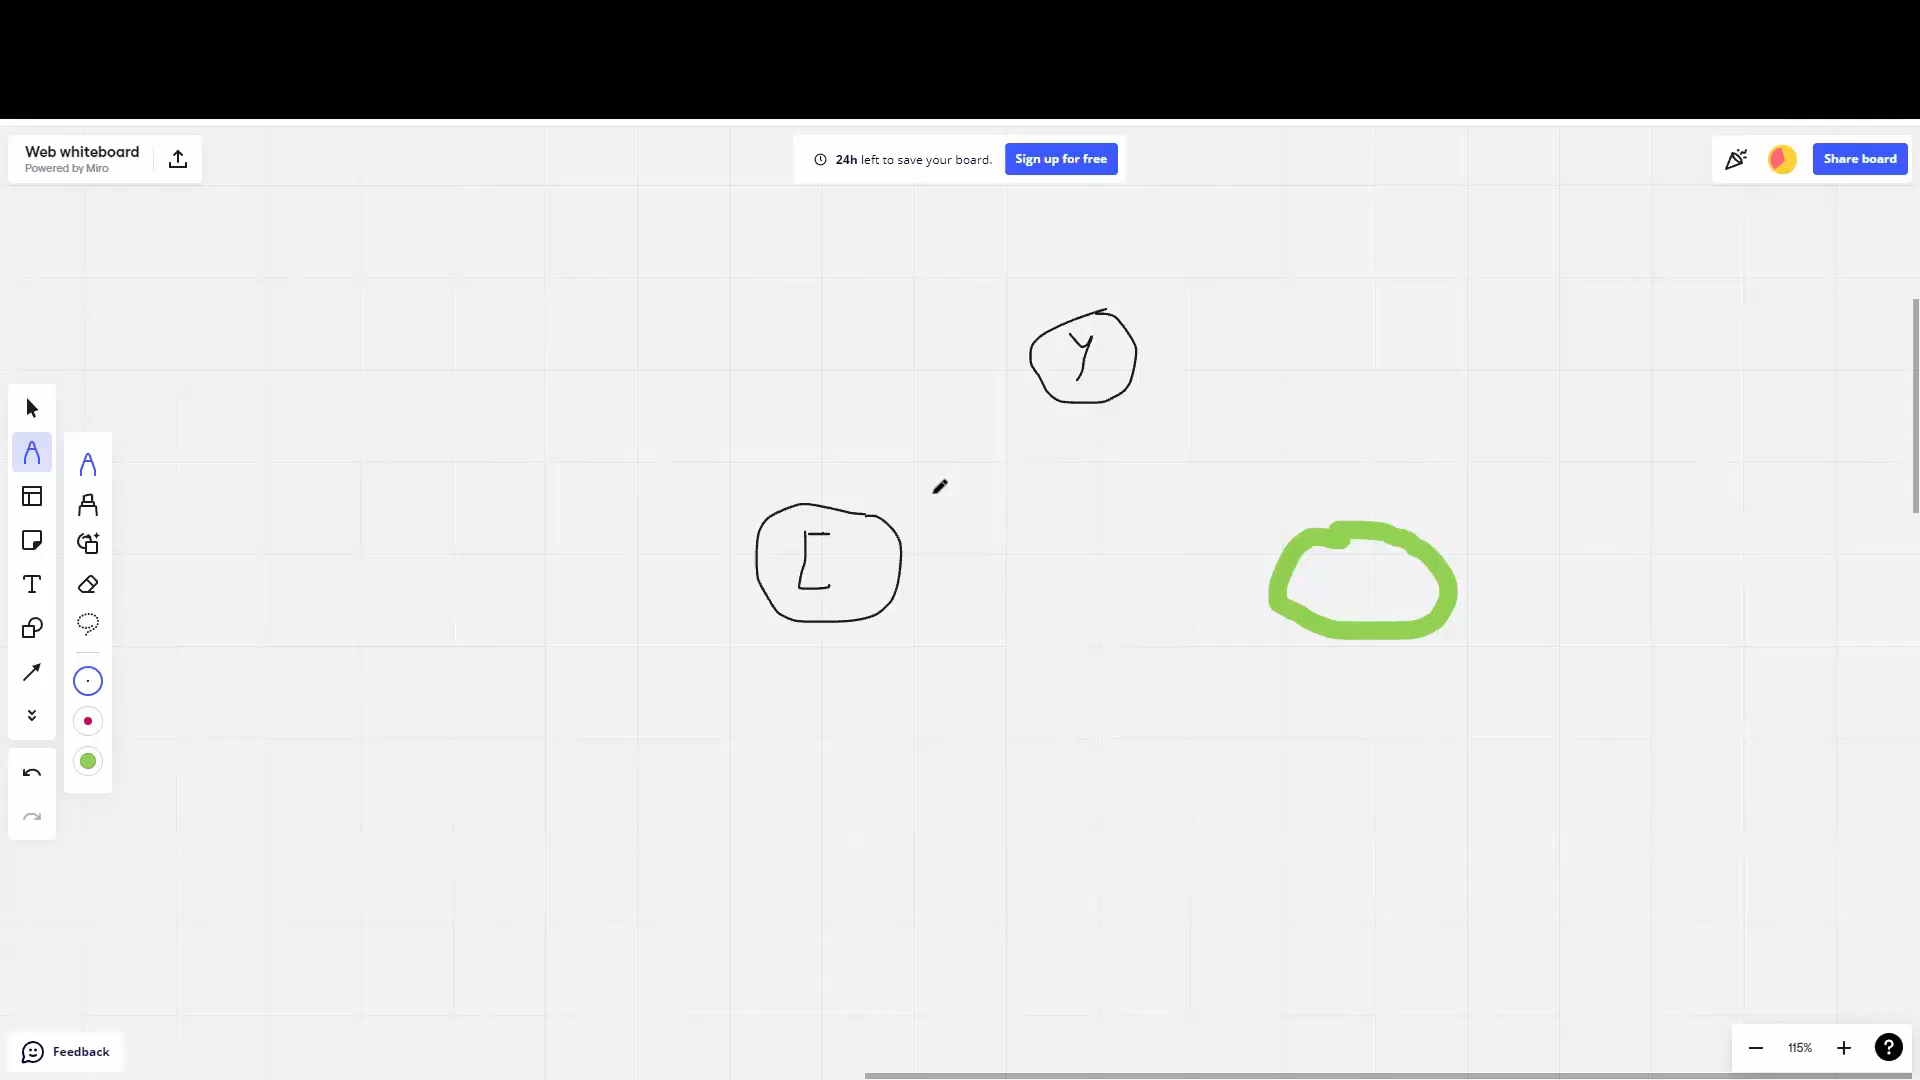 Web whiteboard
Powered by Miro
24h left to save your board.
Sign up for free
Share board
Y
[
Feedback
115%
?